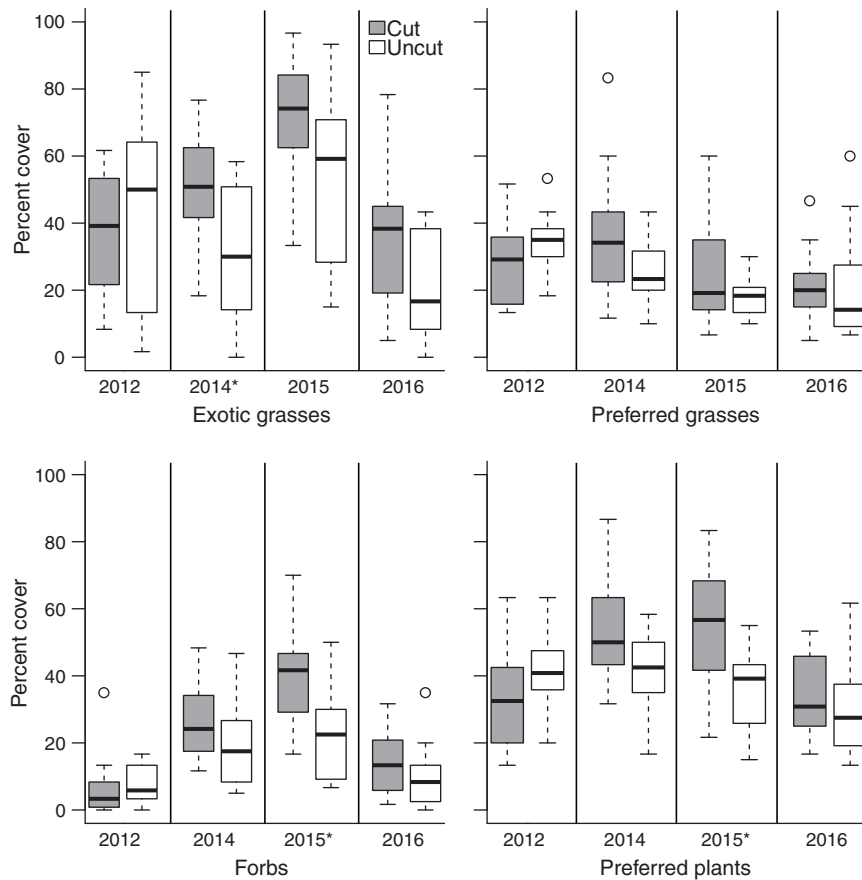 100
80
60
40
20
0
Percent cover
Cut
Uncut
2012 2014* 2015 2016
Exotic grasses
2012 2014 2015 2016
Preferred grasses
100
80
60
40
20
0
Percent cover
2012 2014 2015* 2016
Forbs
2012 2014 2015* 2016
Preferred plants